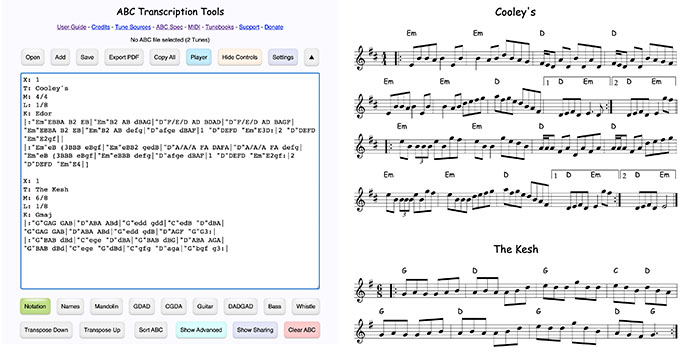 ABC Transcription Tools
User Guide - Credits - Tune Sources - ABC Spec - MIDI - Tunebooks - Support - Donate
No ABC file selected (2 Tunes)
Open Add Save Export PDF Copy All Player Hide Controls Settings ▲
X: 1
T: Cooley's
M: 4/4
L: 1/8
K: Edor
|:"Em"EBBA B2 EB|"Em"B2 AB dBAG|"D"F/E/D AD BDAD|"D"F/E/D AD BAGF|
"Em"EBBA B2 EB|"Em"B2 AB defg|"D"afge dBAF|1 "D"DEFD "Em"E3D:|2 "D"DEFD
"Em"E2gf||
|:"Em"eB (3BBB eBgf|"Em"eBB2 gedB|"D"A/A/A FA DAFA|"D"A/A/A FA defg|
"Em"eB (3BBB eBgf|"Em"eBBB defg|"D"afge dBAF|1 "D"DEFD "Em"E2gf:|2
"D"DEFD "Em"E4|]
X: 1
T: The Kesh
M: 6/8
L: 1/8
K: Gmaj
|:"G"GAG GAB|"D"ABA ABd|"G"edd gdd|"C"edB "D"dBA|
"G"GAG GAB|"D"ABA ABd|"G"edd gdB|"D"AGF "G"G3:|
|:"G"BAB dBd|"C"ege "D"dBA|"G"BAB dBG|"D"ABA AGA|
"G"BAB dBd|"C"ege "G"dBd|"C"gfg "D"aga|"G"bgf g3:|
Notation Names Mandolin GDAD CGDA Guitar DADGAD Bass Whistle
Transpose Down Transpose Up Sort ABC Show Advanced Show Sharing Clear ABC
Cooley's
Em Em D D
Em Em D 1 D Em 2 D Em
Em Em D D
Em Em D 1 D Em 2 D Em
The Kesh
G D G C D
G D G D G